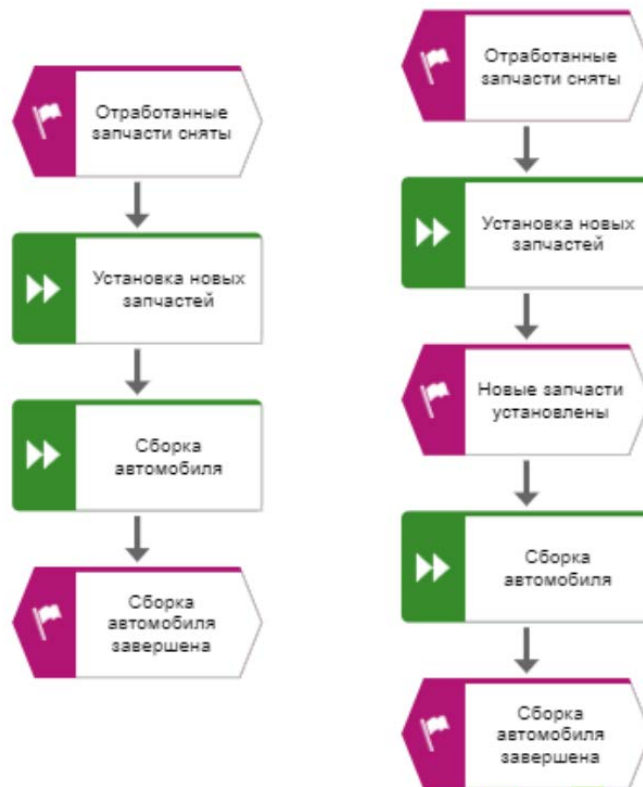 Отработанные
запчасти сняты
Установка новых
запчастей
Сборка
автомобиля
Сборка
автомобиля
завершена
Отработанные
запчасти сняты
Установка новых
запчастей
Новые запчасти
установлены
Сборка
автомобиля
Сборка
автомобиля
завершена